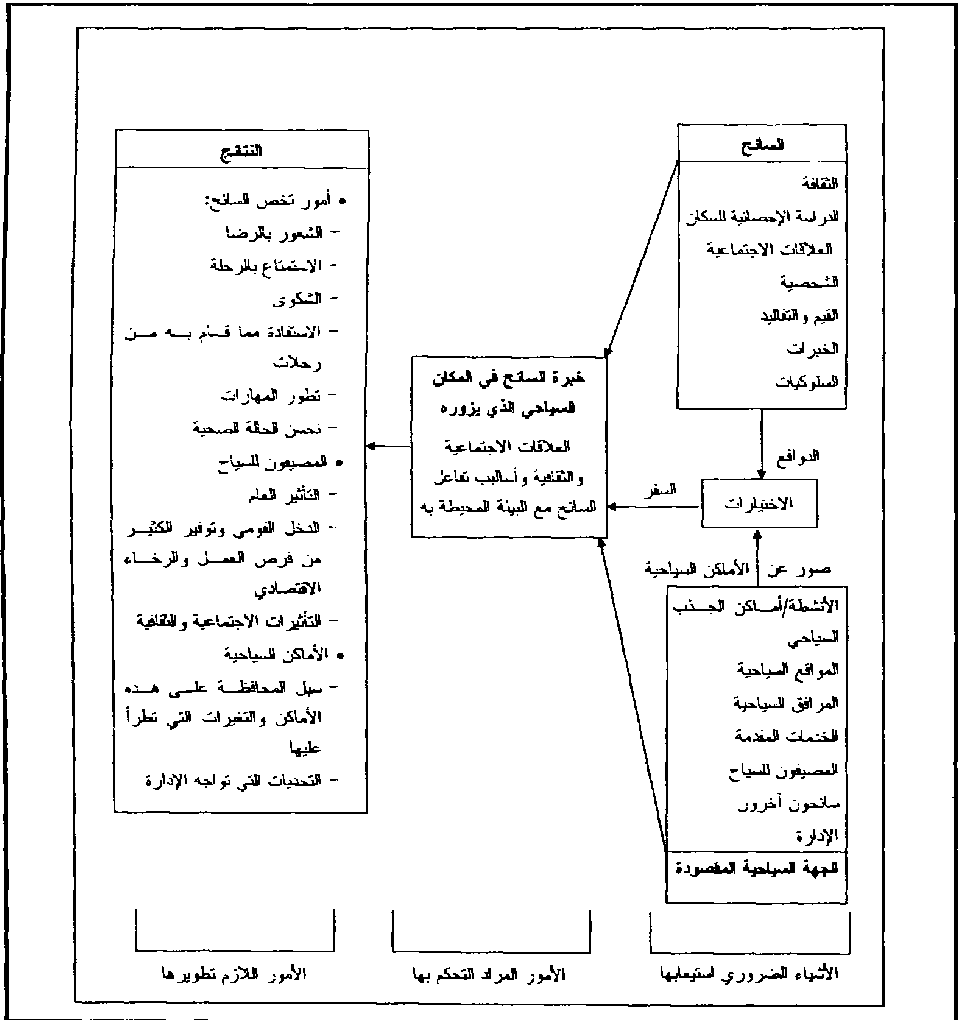 السائح
الثقافة
الدراسة الإحصائية للسكان
العلاقات الاجتماعية
الشخصية
القيم والتقاليد
الخبرات
السلوكيات
الدوافع
الاختيارات
السفر
صور عن الأماكن السياحية
الأنشطة/أماكن الجذب
السياحي
المواقع السياحية
المرافق السياحية
الخدمات المقدمة
المضيفون للسياح
سائحون آخرون
الإدارة
الجهة السياحية المقصودة
خبرة السائح في المكان
السياحي الذي يزوره
العلاقات الاجتماعية
والثقافية وأساليب تفاعل
السائح مع البيئة المحيطة به
النتائج
• أمور تخص السائح:
- الشعور بالرضا
- الاستمتاع بالرحلة
- الشكوى
- الاستفادة مما قام به من
رحلات
- تطور المهارات
- تحسن الحالة الصحية
• المضيفون للسياح
- التأثير العام
- الدخل القومي وتوفير الكثير
من فرص العمل والرخاء
الاقتصادي
- التأثيرات الاجتماعية والثقافية
• الأماكن السياحية
- سبل المحافظة على هذه
الأماكن والتغيرات التي تطرأ
عليها
- التحديات التي تواجه الإدارة
الأشياء الضروري استيعابها
الأمور المراد التحكم بها
الأمور اللازم تطويرها